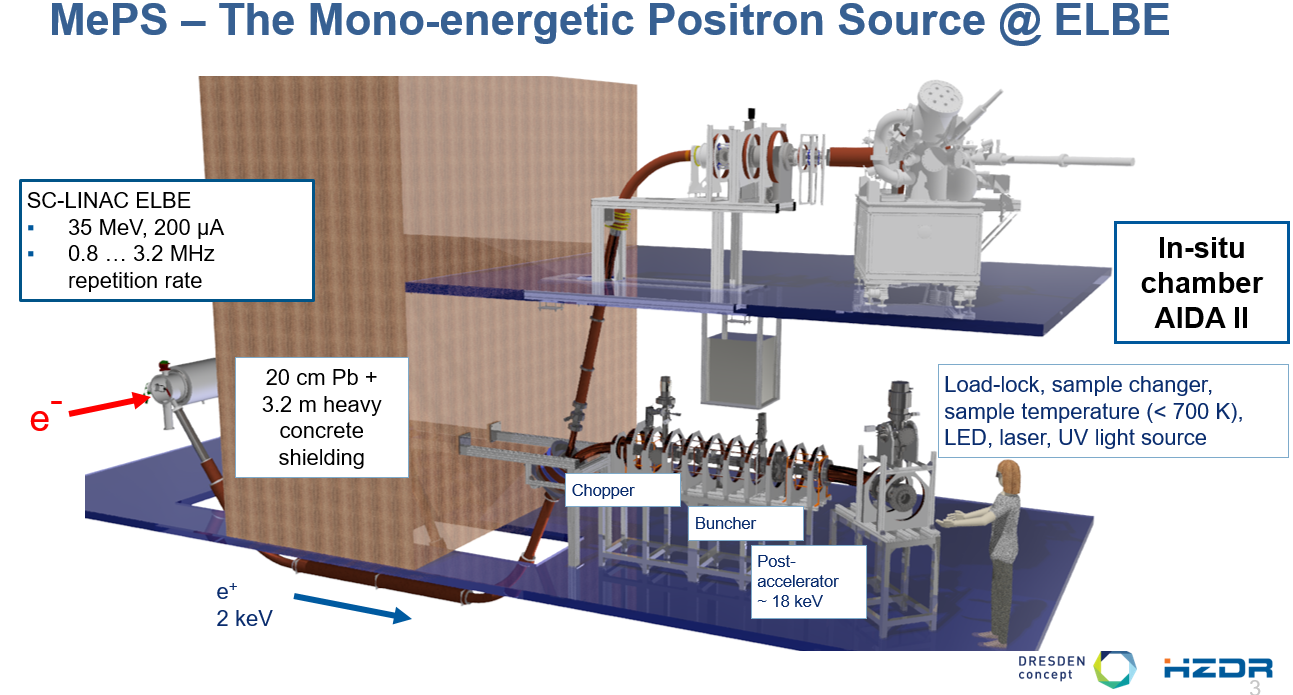 MePS – The Mono-energetic Positron Source @ ELBE
SC-LINAC ELBE
▪ 35 MeV, 200 µA
▪ 0.8 … 3.2 MHz
repetition rate
In-situ
chamber
AIDA II
20 cm Pb +
3.2 m heavy
concrete
shielding
e-
Load-lock, sample changer,
sample temperature (< 700 K),
LED, laser, UV light source
Chopper
Buncher
Post-
accelerator
~ 18 keV
e+
2 keV
DRESDEN
concept
HZDR
3